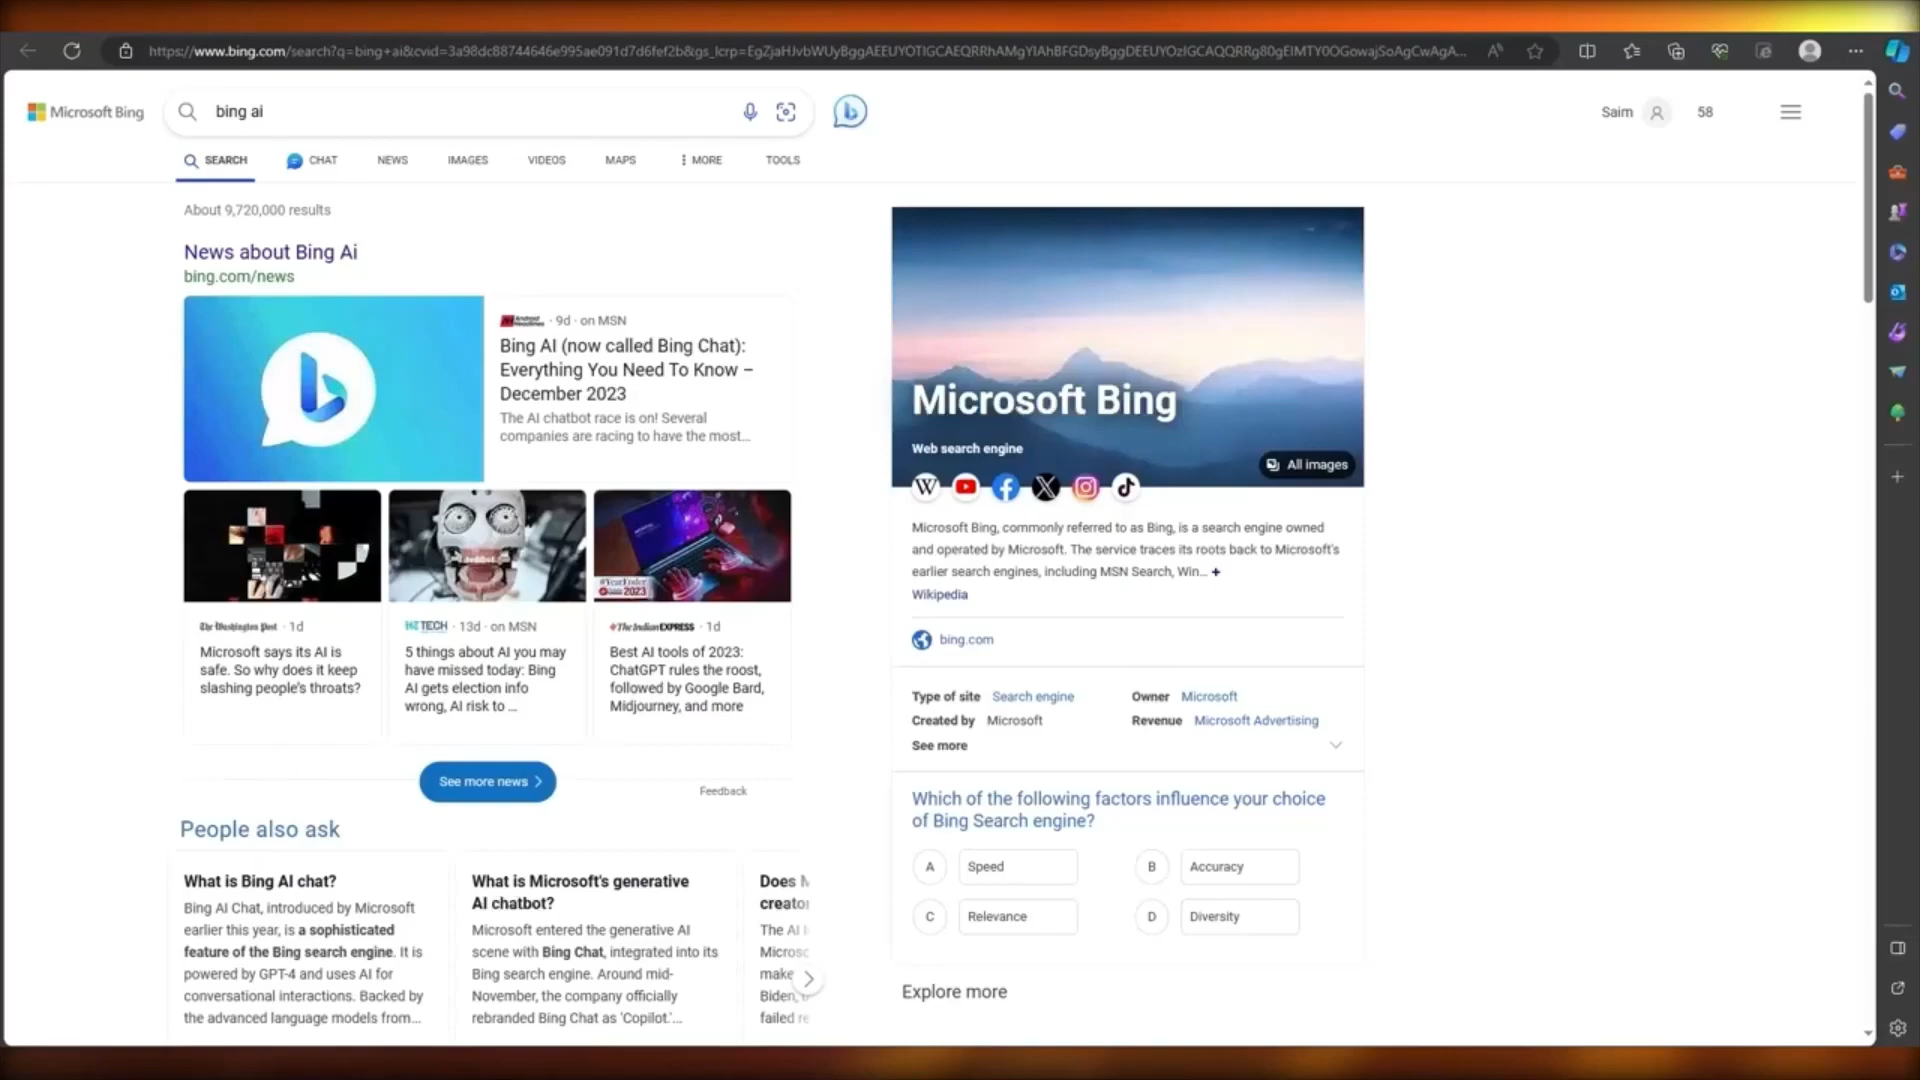 https://www.bing.com/search?q=bing+ai&cvid=3a98dc88744646e995ae091d7d6fef2b&gs_lcrp=EgZjaHJvbWUyBggAEEUYOTIGCAEQRRhAMgYIAhBFGDsyBggDEEUYOzIGCAQQRRg80gEIMTY0OGowajSoAgCwAgA...
Microsoft Bing
bing ai
Saim
58
SEARCH
CHAT
NEWS
IMAGES
VIDEOS
MAPS
MORE
TOOLS
About 9,720,000 results
News about Bing Ai
bing.com/news
Android Headlines · 9d · on MSN
Bing AI (now called Bing Chat):
Everything You Need To Know –
December 2023
The AI chatbot race is on! Several
companies are racing to have the most...
#YearEnder
2023
The Washington Post · 1d
Microsoft says its AI is
safe. So why does it keep
slashing people's throats?
HT TECH · 13d · on MSN
5 things about AI you may
have missed today: Bing
AI gets election info
wrong, AI risk to ...
The Indian EXPRESS · 1d
Best AI tools of 2023:
ChatGPT rules the roost,
followed by Google Bard,
Midjourney, and more
See more news
Feedback
People also ask
What is Bing AI chat?
Bing AI Chat, introduced by Microsoft
earlier this year, is a sophisticated
feature of the Bing search engine. It is
powered by GPT-4 and uses AI for
conversational interactions. Backed by
the advanced language models from...
What is Microsoft's generative
AI chatbot?
Microsoft entered the generative AI
scene with Bing Chat, integrated into its
Bing search engine. Around mid-
November, the company officially
rebranded Bing Chat as 'Copilot.'...
Does
creator
The AI
Microso
make
Biden,
failed re
Microsoft Bing
Web search engine
All images
Microsoft Bing, commonly referred to as Bing, is a search engine owned
and operated by Microsoft. The service traces its roots back to Microsoft's
earlier search engines, including MSN Search, Win... +
Wikipedia
bing.com
Type of site Search engine
Owner Microsoft
Created by Microsoft
Revenue Microsoft Advertising
See more
Which of the following factors influence your choice
of Bing Search engine?
A Speed
B Accuracy
C Relevance
D Diversity
Explore more